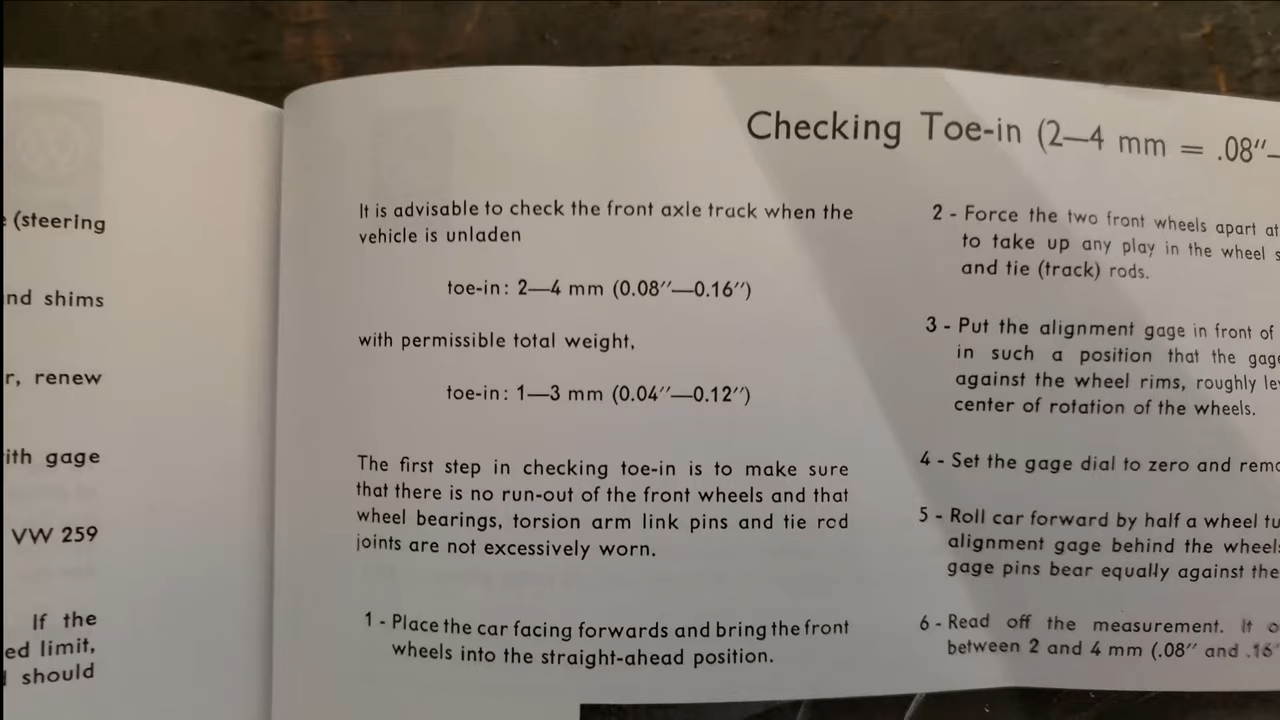 (steering
nd shims
r, renew
ith gage
VW 259
If the
ed limit,
should
Checking Toe-in (2—4 mm = .08″—
It is advisable to check the front axle track when the
vehicle is unladen
toe-in: 2—4 mm (0.08″—0.16″)
with permissible total weight,
toe-in: 1—3 mm (0.04″—0.12″)
The first step in checking toe-in is to make sure
that there is no run-out of the front wheels and that
wheel bearings, torsion arm link pins and tie rod
joints are not excessively worn.
1 - Place the car facing forwards and bring the front
wheels into the straight-ahead position.
2 - Force the two front wheels apart at
to take up any play in the wheel s
and tie (track) rods.
3 - Put the alignment gage in front of
in such a position that the gag
against the wheel rims, roughly le
center of rotation of the wheels.
4 - Set the gage dial to zero and remo
5 - Roll car forward by half a wheel tu
alignment gage behind the wheel
gage pins bear equally against the
6 - Read off the measurement. It
between 2 and 4 mm (.08″ and .16″